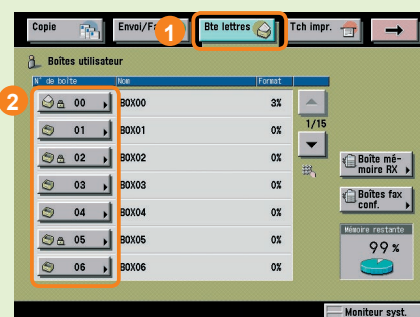 Copie
Envoi/Fa
1
Bte lettres
Tch impr.
Boîtes utilisateur
N° de boîte Nom Format
2
00 BOX00 3%
01 BOX01 0%
1/15
02 BOX02 0%
03 BOX03 0%
04 BOX04 0%
05 BOX05 0%
06 BOX06 0%
Boîte mé-
moire RX
Boîtes fax
conf.
Mémoire restante
99 %
Moniteur syst.